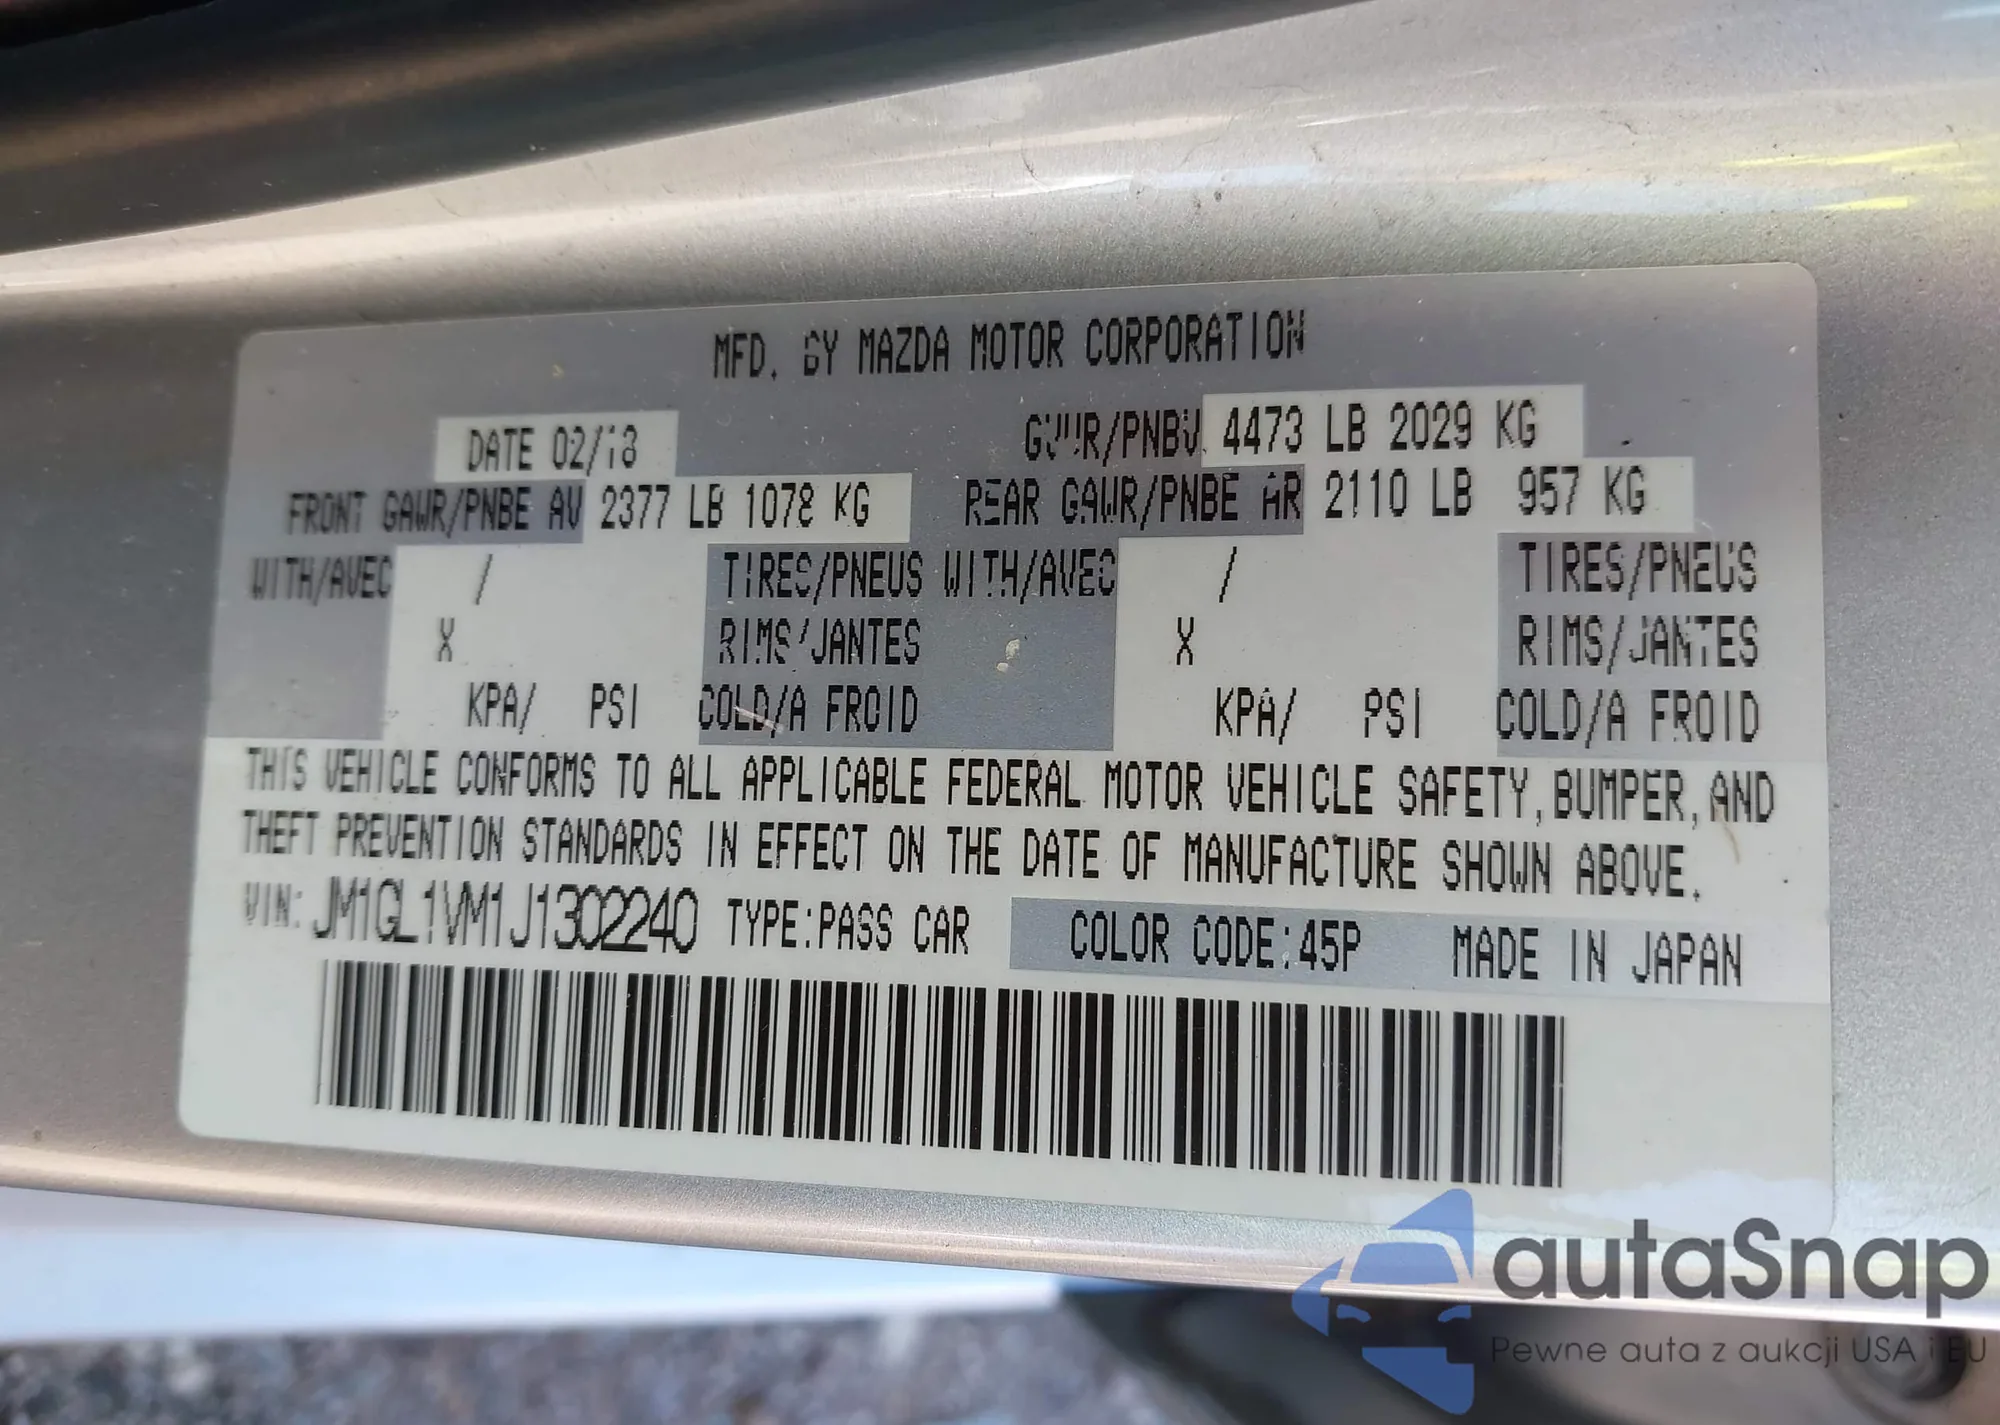 MFD. BY MAZDA MOTOR CORPORATION
DATE 02/18 GVWR/PNBV 4473 LB 2029 KG
FRONT GAWR/PNBE AV 2377 LB 1078 KG REAR GAWR/PNBE AR 2110 LB 957 KG
WITH/AVEC / TIRES/PNEUS WITH/AVEC / TIRES/PNEUS
X RIMS/JANTES X RIMS/JANTES
KPA/ PSI COLD/A FROID KPA/ PSI COLD/A FROID
THIS VEHICLE CONFORMS TO ALL APPLICABLE FEDERAL MOTOR VEHICLE SAFETY, BUMPER, AND
THEFT PREVENTION STANDARDS IN EFFECT ON THE DATE OF MANUFACTURE SHOWN ABOVE.
VIN: JM1GL1VM1J1302240 TYPE:PASS CAR COLOR CODE:45P MADE IN JAPAN
autaSnap
Pewne auta z aukcji USA i EU